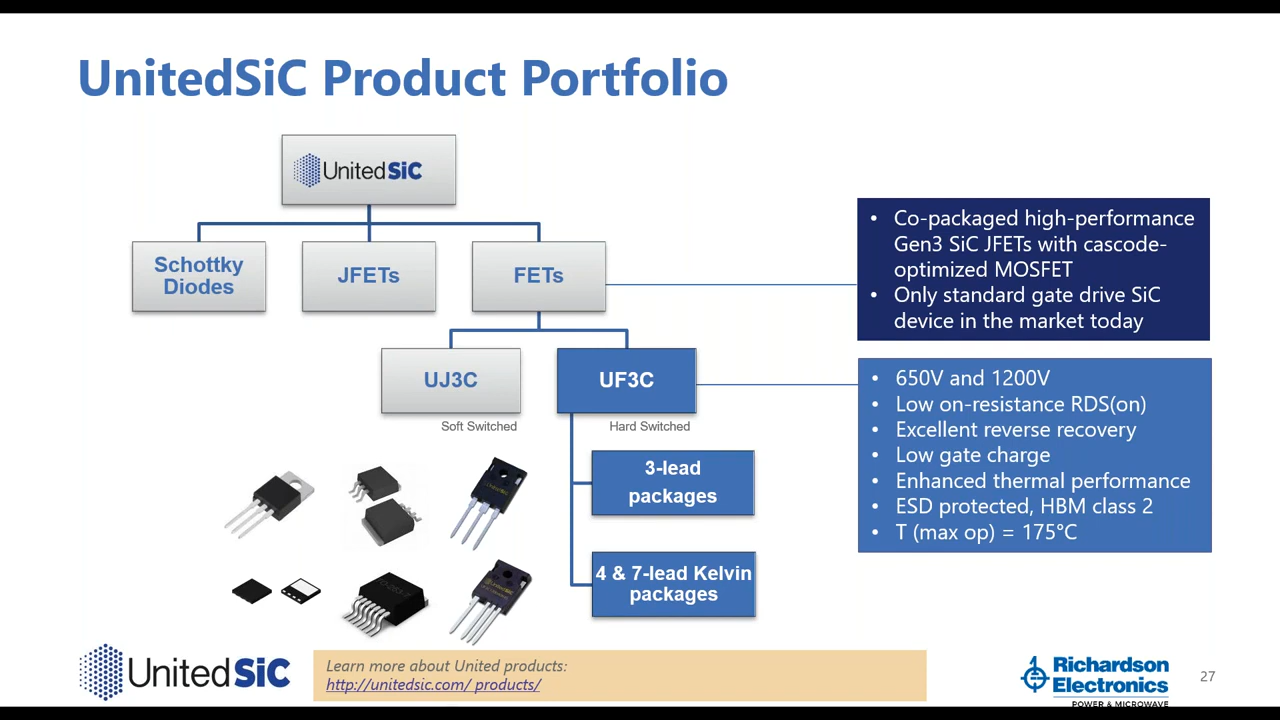 UnitedSiC Product Portfolio
UnitedSiC
Schottky
Diodes
JFETs
FETs
• Co-packaged high-performance
Gen3 SiC JFETs with cascode-
optimized MOSFET
• Only standard gate drive SiC
device in the market today
UJ3C
UF3C
Soft Switched
Hard Switched
• 650V and 1200V
• Low on-resistance RDS(on)
• Excellent reverse recovery
• Low gate charge
• Enhanced thermal performance
• ESD protected, HBM class 2
• T (max op) = 175°C
3-lead
packages
4 & 7-lead Kelvin
packages
UnitedSiC
Learn more about United products:
http://unitedsic.com/ products/
Richardson
Electronics
POWER & MICROWAVE
27